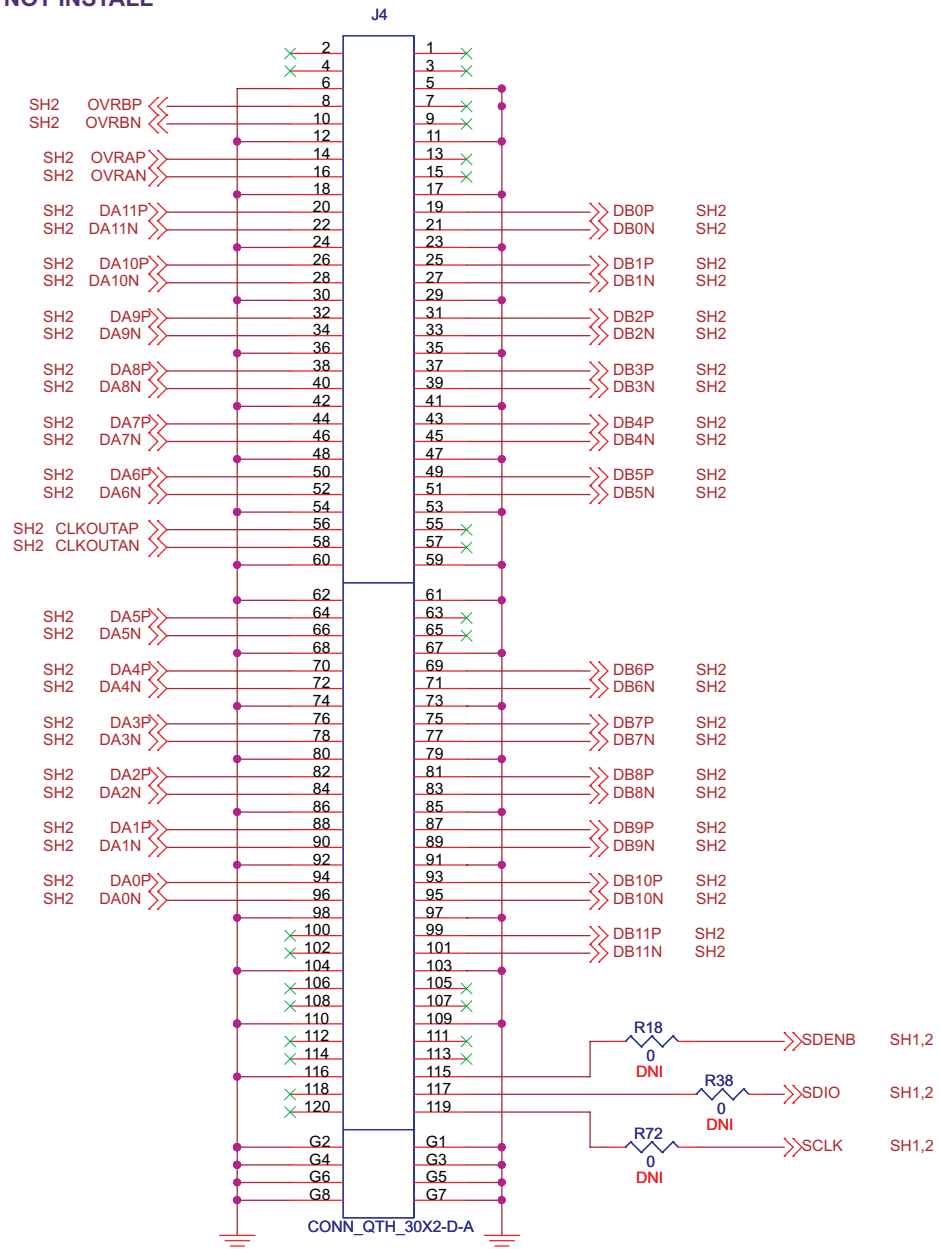 NOT INSTALL
J4
2 1
4 3
6 5
SH2 OVRBP 8 7
SH2 OVRBN 10 9
12 11
SH2 OVRAP 14 13
SH2 OVRAN 16 15
18 17
SH2 DA11P 20 19 DB0P SH2
SH2 DA11N 22 21 DB0N SH2
24 23
SH2 DA10P 26 25 DB1P SH2
SH2 DA10N 28 27 DB1N SH2
30 29
SH2 DA9P 32 31 DB2P SH2
SH2 DA9N 34 33 DB2N SH2
36 35
SH2 DA8P 38 37 DB3P SH2
SH2 DA8N 40 39 DB3N SH2
42 41
SH2 DA7P 44 43 DB4P SH2
SH2 DA7N 46 45 DB4N SH2
48 47
SH2 DA6P 50 49 DB5P SH2
SH2 DA6N 52 51 DB5N SH2
54 53
SH2 CLKOUTAP 56 55
SH2 CLKOUTAN 58 57
60 59
62 61
SH2 DA5P 64 63
SH2 DA5N 66 65
68 67
SH2 DA4P 70 69 DB6P SH2
SH2 DA4N 72 71 DB6N SH2
74 73
SH2 DA3P 76 75 DB7P SH2
SH2 DA3N 78 77 DB7N SH2
80 79
SH2 DA2P 82 81 DB8P SH2
SH2 DA2N 84 83 DB8N SH2
86 85
SH2 DA1P 88 87 DB9P SH2
SH2 DA1N 90 89 DB9N SH2
92 91
SH2 DA0P 94 93 DB10P SH2
SH2 DA0N 96 95 DB10N SH2
98 97
100 99 DB11P SH2
102 101 DB11N SH2
104 103
106 105
108 107
110 109
112 111 R18 SDENB SH1,2
114 113 0
116 115 DNI
118 117 R38 SDIO SH1,2
120 119 0
DNI
G2 G1 R72 SCLK SH1,2
G4 G3 0
G6 G5 DNI
G8 G7
CONN_QTH_30X2-D-A